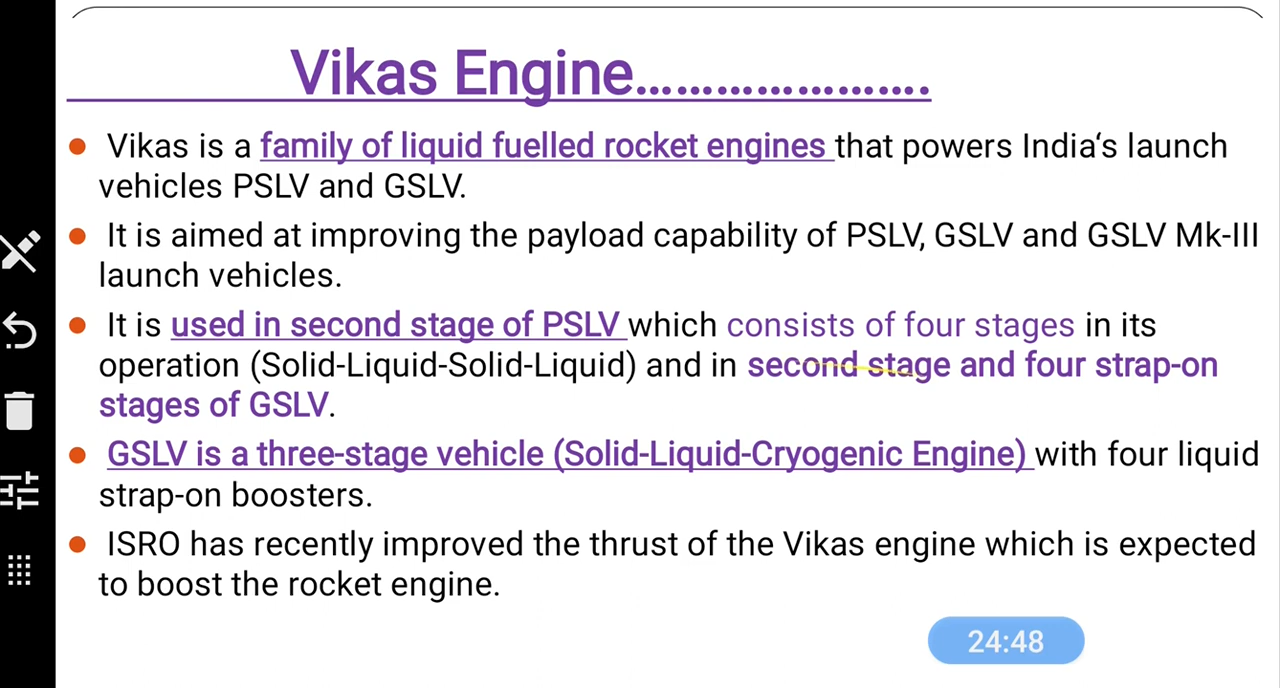 Vikas Engine......................
Vikas is a family of liquid fuelled rocket engines that powers India‘s launch
vehicles PSLV and GSLV.
It is aimed at improving the payload capability of PSLV, GSLV and GSLV Mk-III
launch vehicles.
It is used in second stage of PSLV which consists of four stages in its
operation (Solid-Liquid-Solid-Liquid) and in second stage and four strap-on
stages of GSLV.
GSLV is a three-stage vehicle (Solid-Liquid-Cryogenic Engine) with four liquid
strap-on boosters.
ISRO has recently improved the thrust of the Vikas engine which is expected
to boost the rocket engine.
24:48